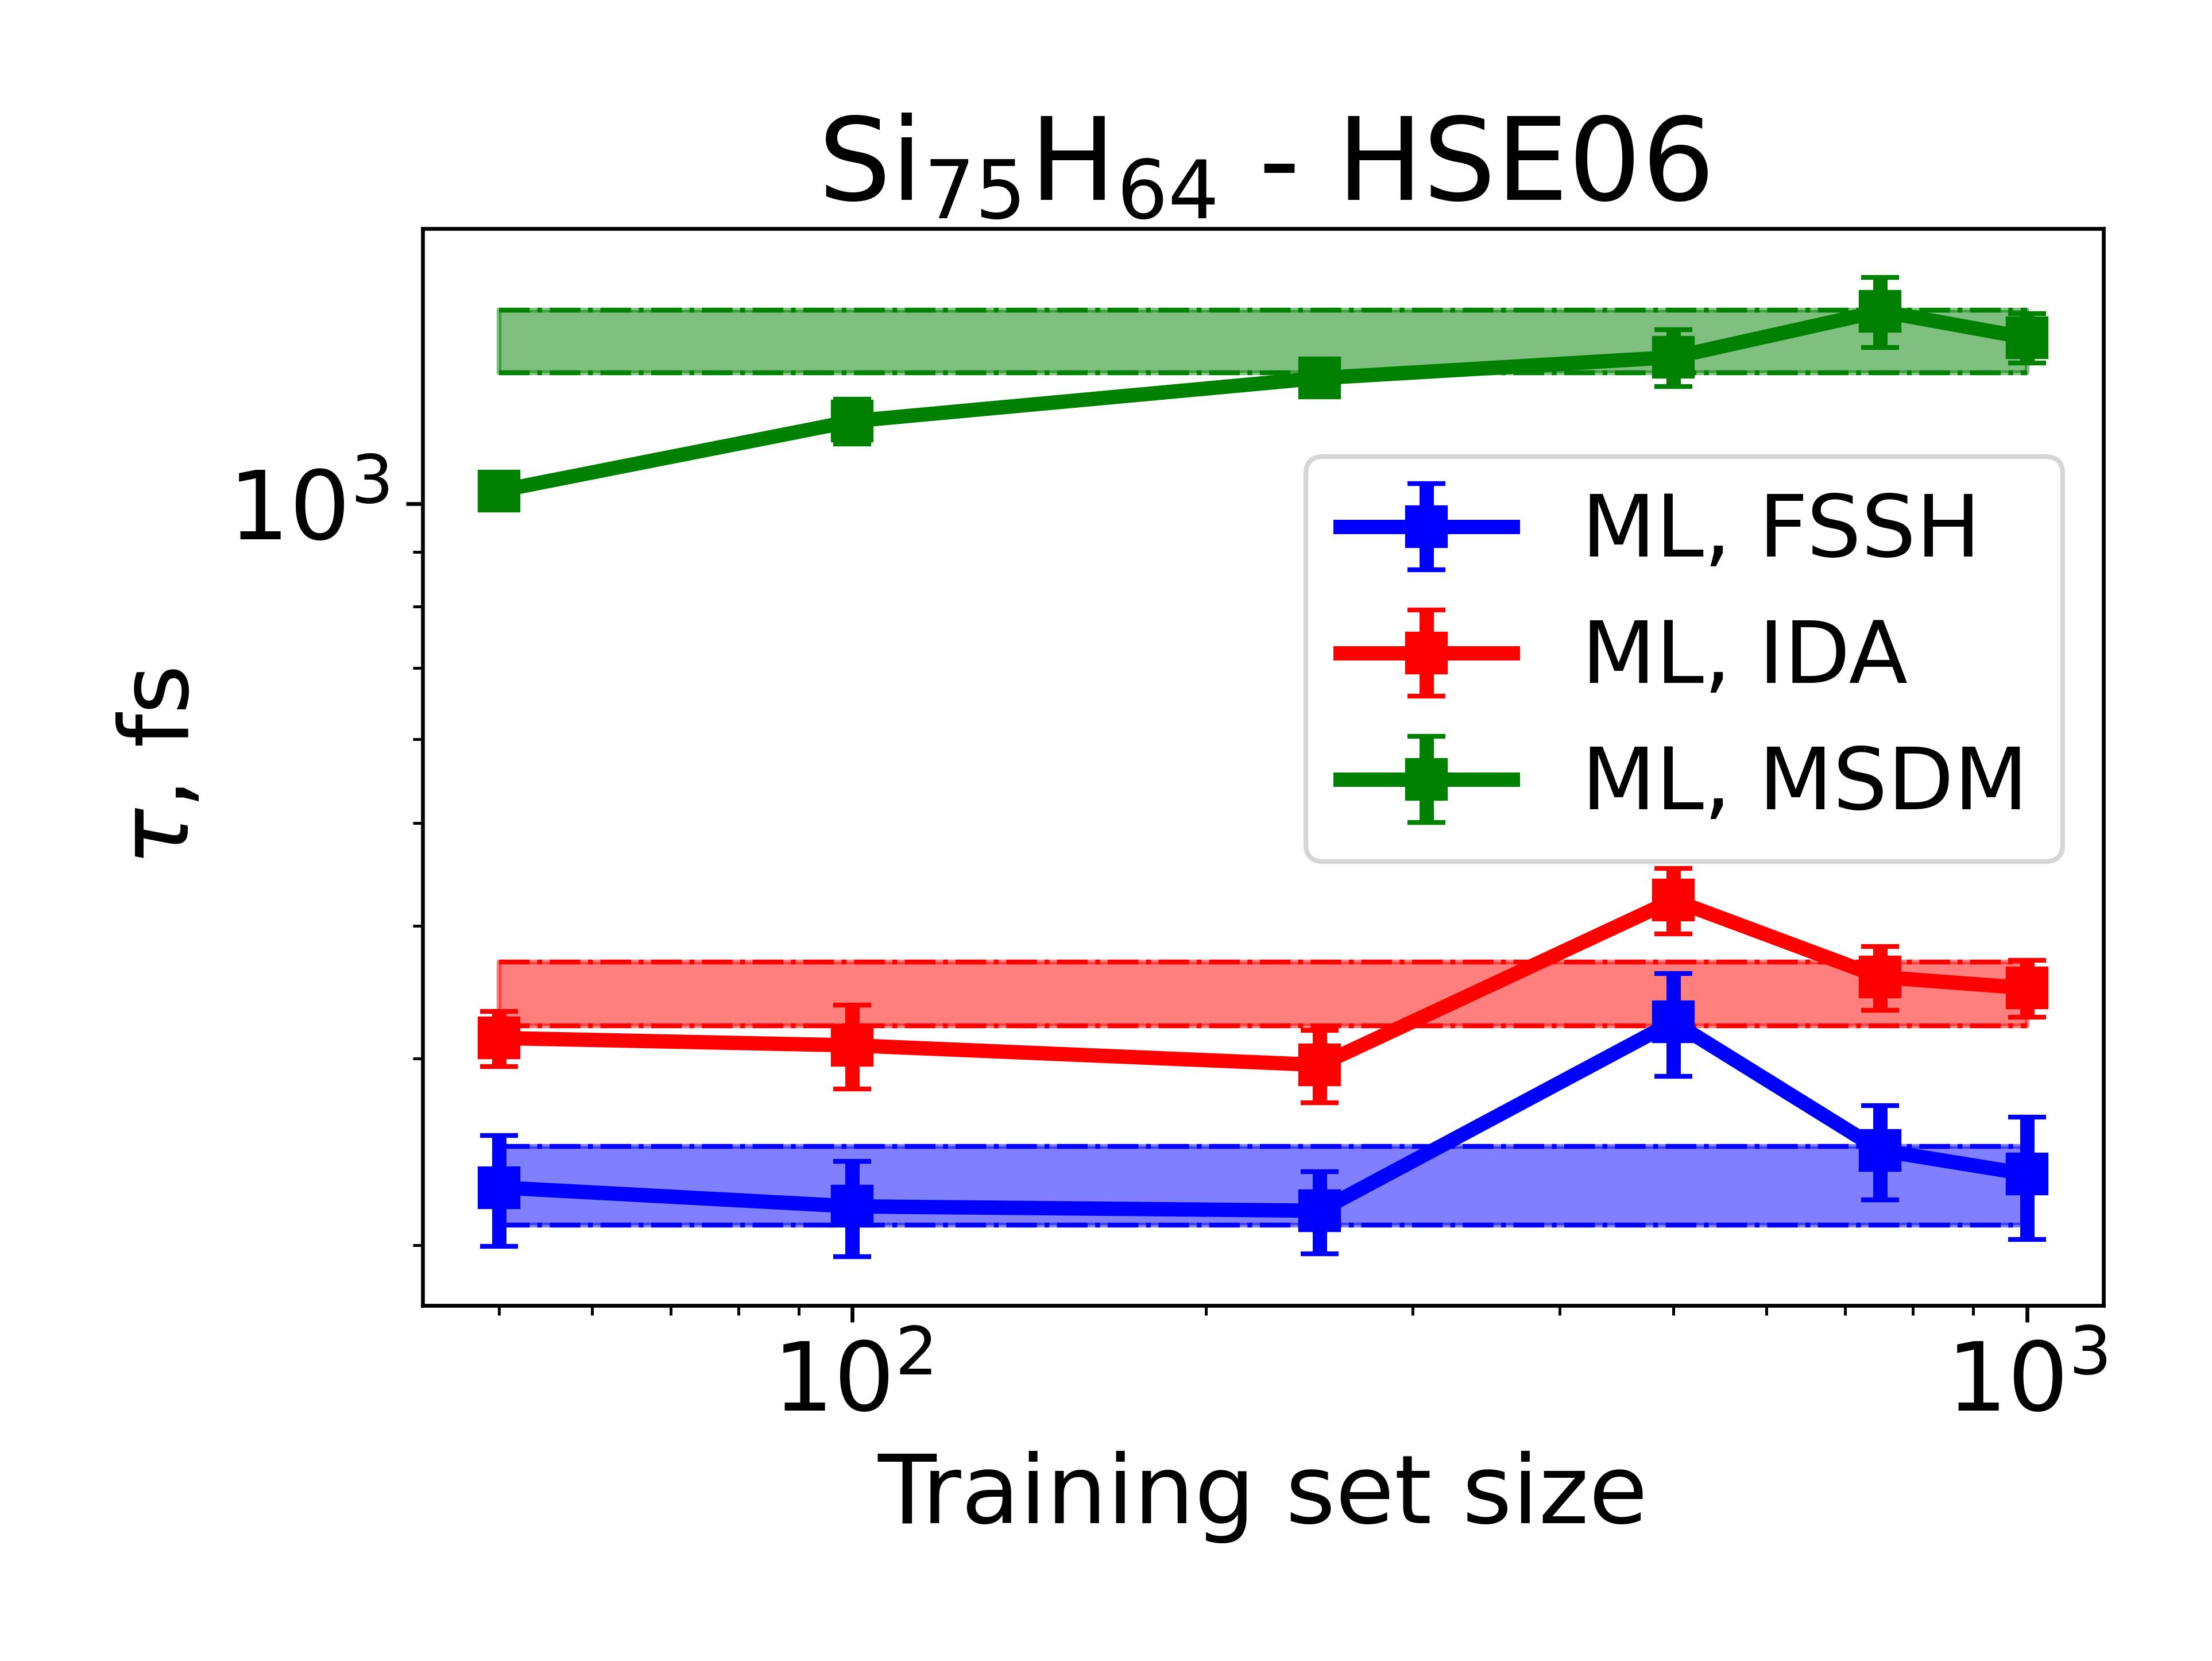 Si₇₅H₆₄ - HSE06
10³
τ, fs
ML, FSSH
ML, IDA
ML, MSDM
10² 10³
Training set size